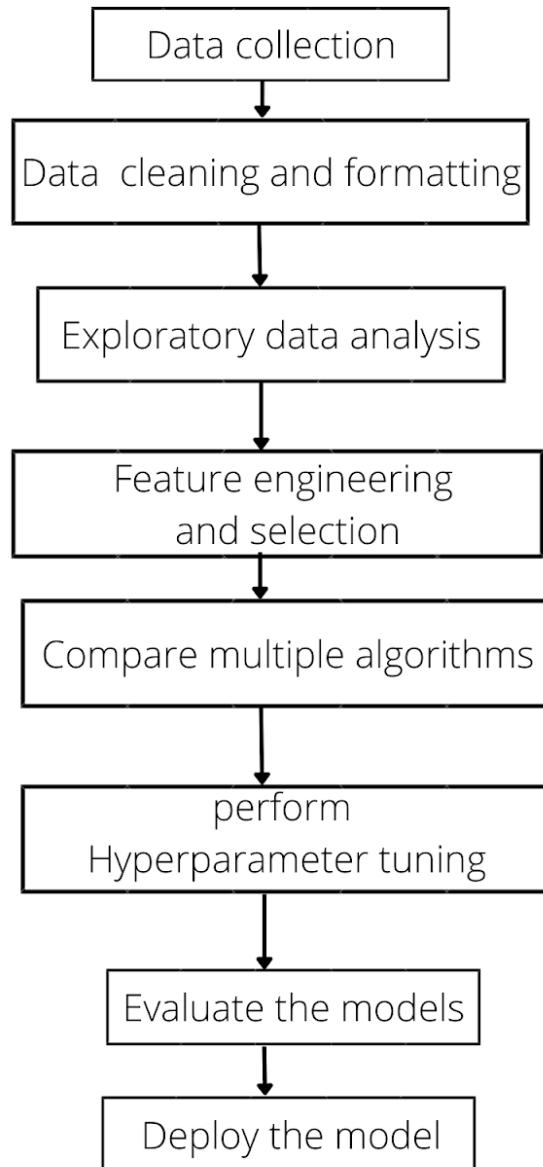 Data collection
Data cleaning and formatting
Exploratory data analysis
Feature engineering
and selection
Compare multiple algorithms
perform
Hyperparameter tuning
Evaluate the models
Deploy the model